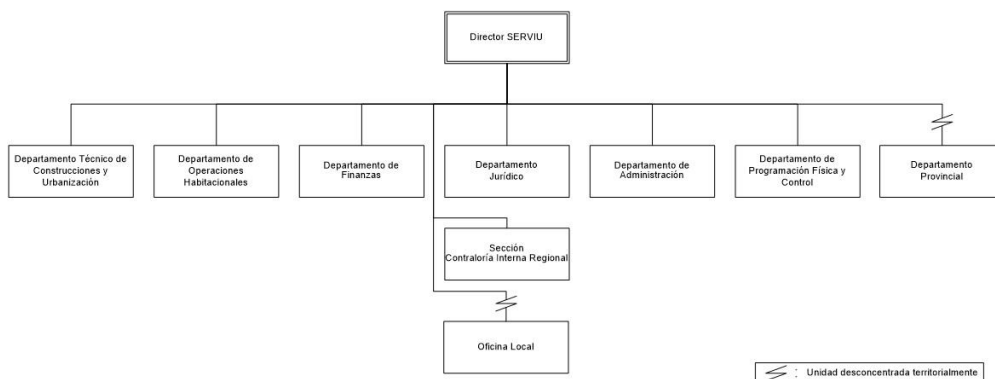 Director SERVIU
Departamento Técnico de
Construcciones y
Urbanización
Departamento de
Operaciones
Habitacionales
Departamento de
Finanzas
Departamento
Jurídico
Departamento de
Administración
Departamento de
Programación Física y
Control
Departamento
Provincial
Sección
Contraloría Interna Regional
Oficina Local
: Unidad desconcentrada territorialmente